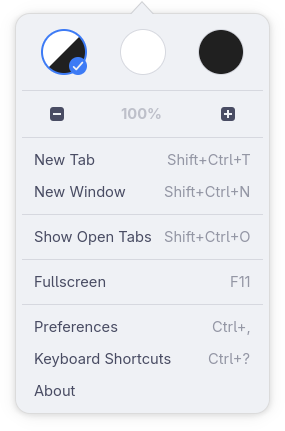 100%
New Tab Shift+Ctrl+T
New Window Shift+Ctrl+N
Show Open Tabs Shift+Ctrl+O
Fullscreen F11
Preferences Ctrl+,
Keyboard Shortcuts Ctrl+?
About